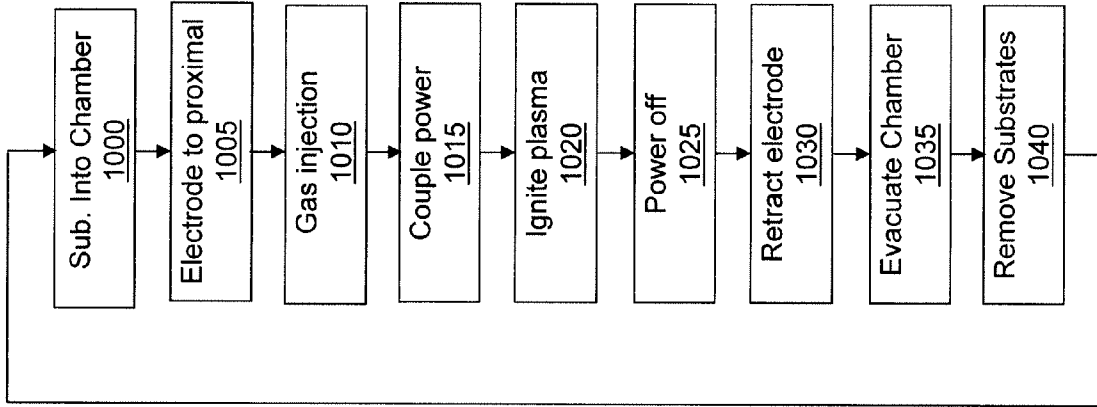 Sub. Into Chamber
1000
Electrode to proximal
1005
Gas injection
1010
Couple power
1015
Ignite plasma
1020
Power off
1025
Retract electrode
1030
Evacuate Chamber
1035
Remove Substrates
1040